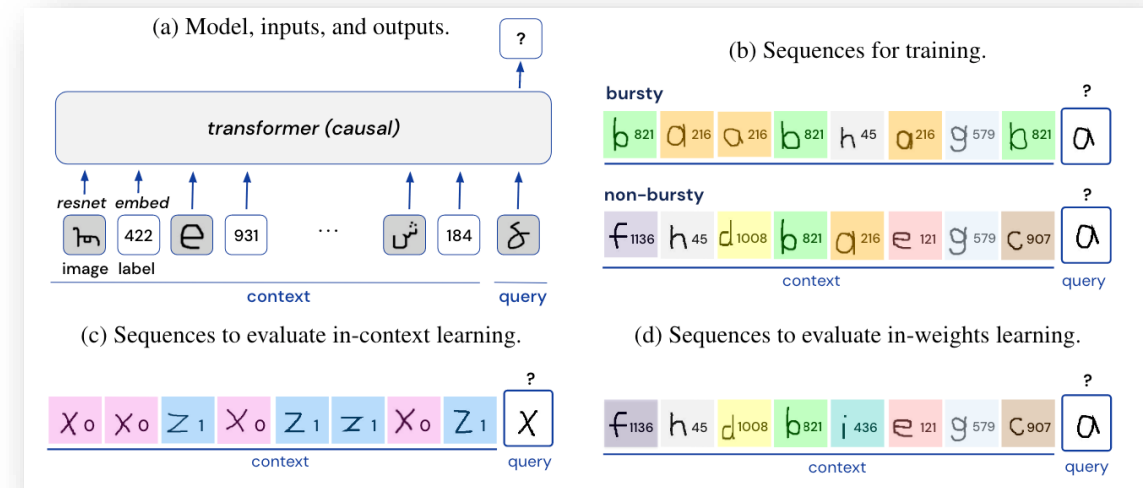 (a) Model, inputs, and outputs.
?
transformer (causal)
resnet embed
422 e 931 ... ش 184 δ
image label
context query
(b) Sequences for training.
bursty
?
b 821 a 216 a 216 b 821 h 45 a 216 g 579 b 821 a
non-bursty
?
f 1136 h 45 d 1008 b 821 a 216 e 121 g 579 c 907 a
context query
(c) Sequences to evaluate in-context learning.
?
x 0 x 0 z 1 x 0 z 1 z 1 x 0 z 1 x
context query
(d) Sequences to evaluate in-weights learning.
?
f 1136 h 45 d 1008 b 821 i 436 e 121 g 579 c 907 a
context query